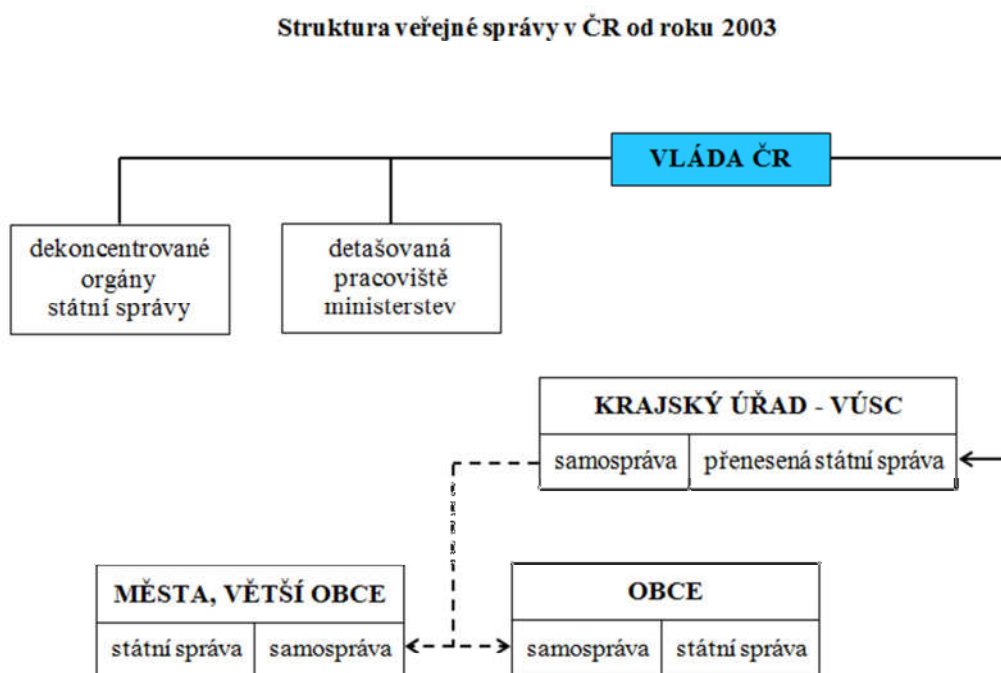 Struktura veřejné správy v ČR od roku 2003
VLÁDA ČR
dekoncentrované
orgány
státní správy
detašovaná
pracoviště
ministerstev
KRAJSKÝ ÚŘAD - VÚSC
samospráva
přenesená státní správa
MĚSTA, VĚTŠÍ OBCE
státní správa
samospráva
OBCE
samospráva
státní správa